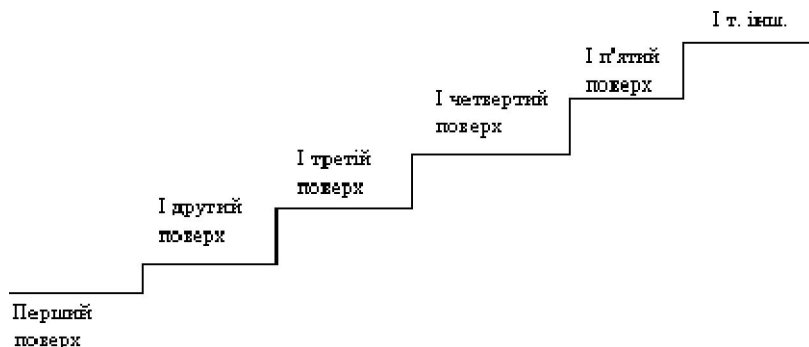 Перший
поверх
І другий
поверх
І третій
поверх
І четвертий
поверх
І п'ятий
поверх
І т. інш.